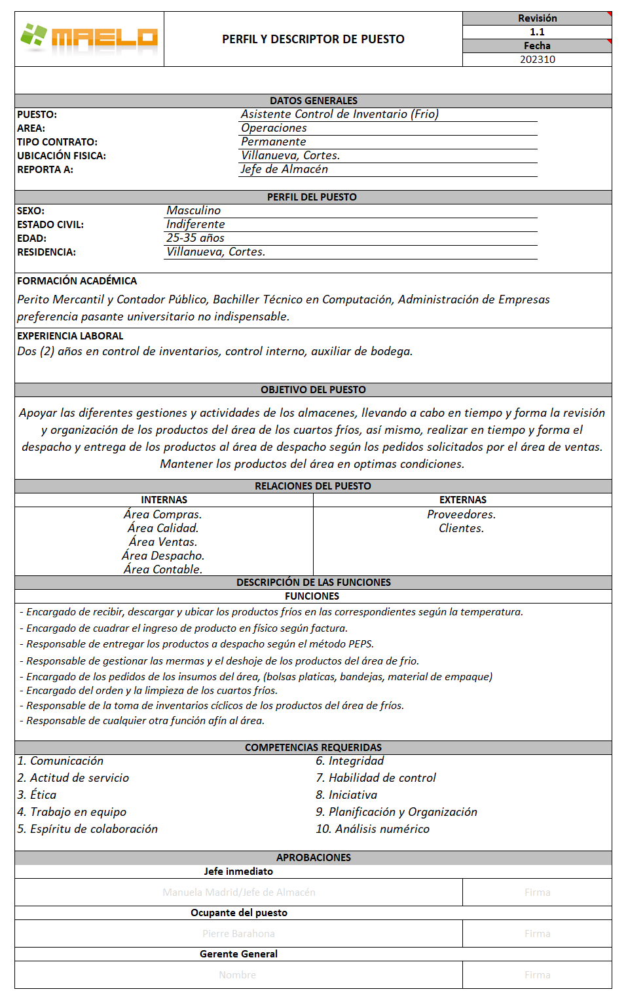 MAELO
PERFIL Y DESCRIPTOR DE PUESTO
Revisión
1.1
Fecha
202310
DATOS GENERALES
PUESTO: Asistente Control de Inventario (Frio)
AREA: Operaciones
TIPO CONTRATO: Permanente
UBICACIÓN FISICA: Villanueva, Cortes.
REPORTA A: Jefe de Almacén
PERFIL DEL PUESTO
SEXO: Masculino
ESTADO CIVIL: Indiferente
EDAD: 25-35 años
RESIDENCIA: Villanueva, Cortes.
FORMACIÓN ACADÉMICA
Perito Mercantil y Contador Público, Bachiller Técnico en Computación, Administración de Empresas
preferencia pasante universitario no indispensable.
EXPERIENCIA LABORAL
Dos (2) años en control de inventarios, control interno, auxiliar de bodega.
OBJETIVO DEL PUESTO
Apoyar las diferentes gestiones y actividades de los almacenes, llevando a cabo en tiempo y forma la revisión
y organización de los productos del área de los cuartos fríos, así mismo, realizar en tiempo y forma el
despacho y entrega de los productos al área de despacho según los pedidos solicitados por el área de ventas.
Mantener los productos del área en optimas condiciones.
RELACIONES DEL PUESTO
INTERNAS
Área Compras.
Área Calidad.
Área Ventas.
Área Despacho.
Área Contable.
EXTERNAS
Proveedores.
Clientes.
DESCRIPCIÓN DE LAS FUNCIONES
FUNCIONES
- Encargado de recibir, descargar y ubicar los productos fríos en las correspondientes según la temperatura.
- Encargado de cuadrar el ingreso de producto en físico según factura.
- Responsable de entregar los productos a despacho según el método PEPS.
- Responsable de gestionar las mermas y el deshoje de los productos del área de frio.
- Encargado de los pedidos de los insumos del área, (bolsas platicas, bandejas, material de empaque)
- Encargado del orden y la limpieza de los cuartos fríos.
- Responsable de la toma de inventarios cíclicos de los productos del área de fríos.
- Responsable de cualquier otra función afín al área.
COMPETENCIAS REQUERIDAS
1. Comunicación
2. Actitud de servicio
3. Ética
4. Trabajo en equipo
5. Espíritu de colaboración
6. Integridad
7. Habilidad de control
8. Iniciativa
9. Planificación y Organización
10. Análisis numérico
APROBACIONES
Jefe inmediato
Manuela Madrid/Jefe de Almacén Firma
Ocupante del puesto
Pierre Barahona Firma
Gerente General
Nombre Firma